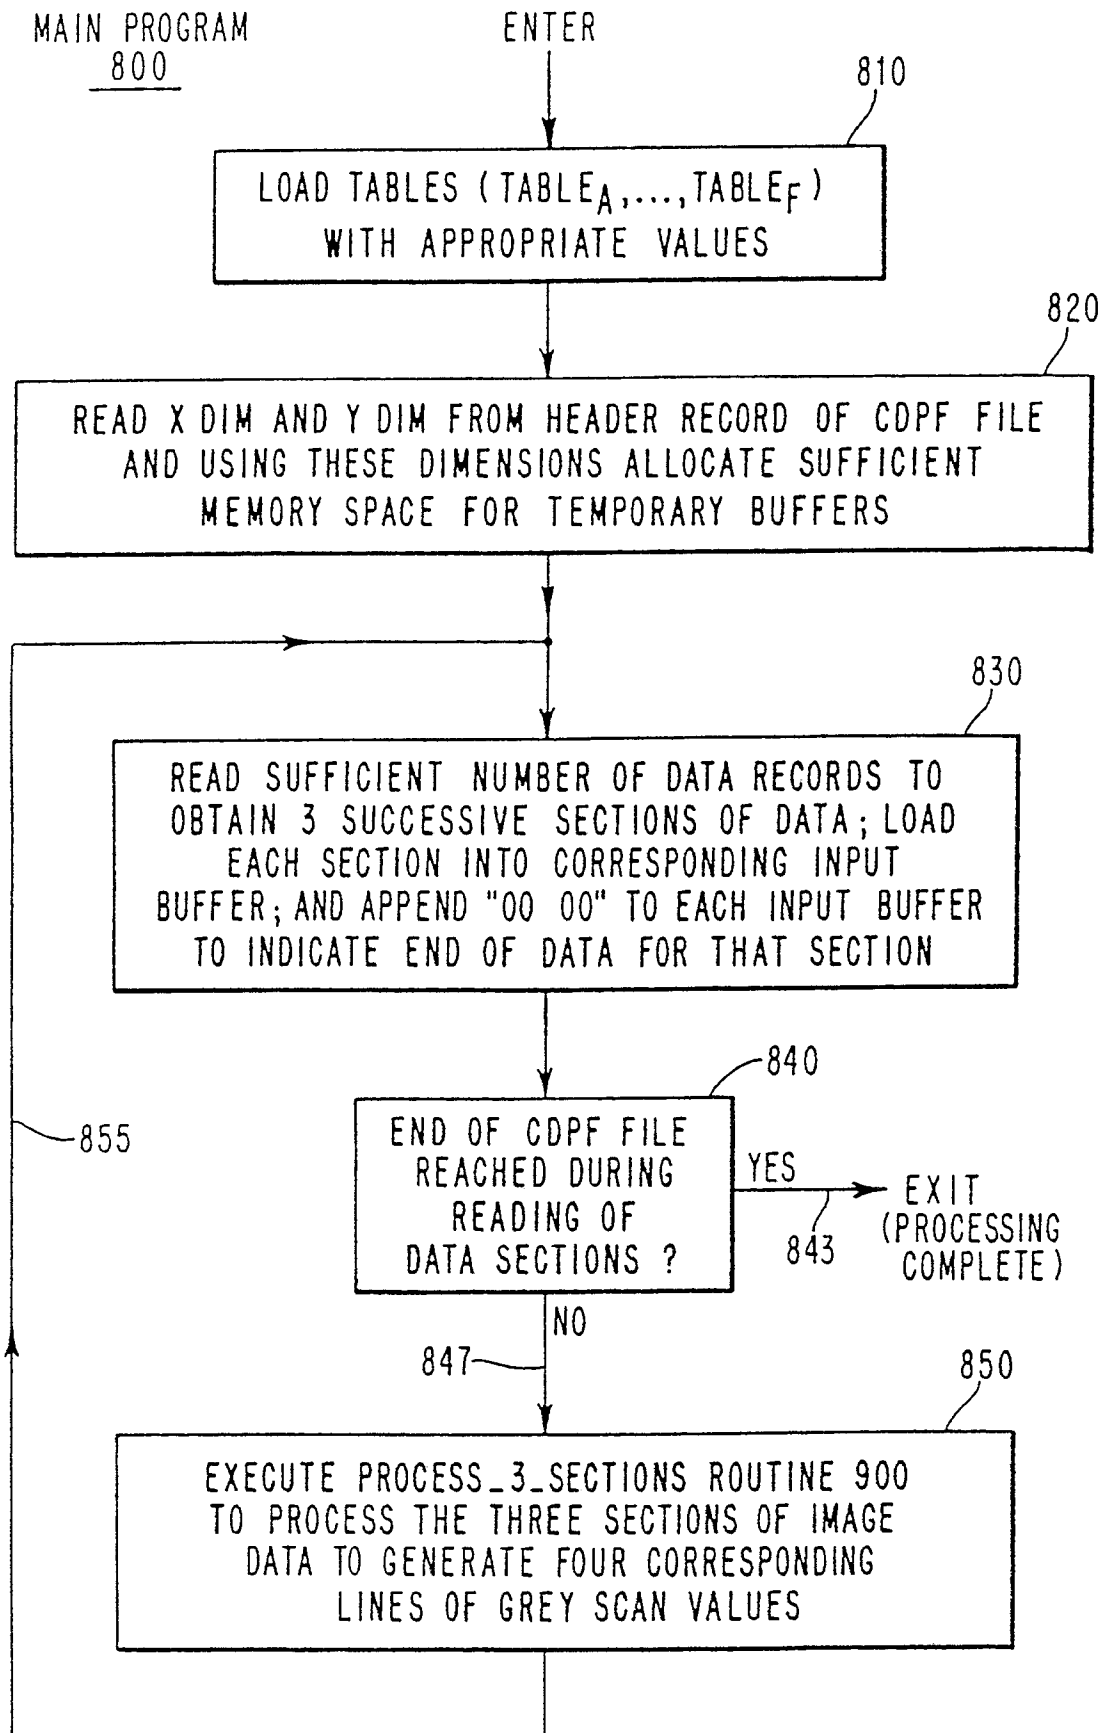 MAIN PROGRAM
800
ENTER
810
LOAD TABLES (TABLEA,...,TABLEF)
WITH APPROPRIATE VALUES
820
READ X DIM AND Y DIM FROM HEADER RECORD OF CDPF FILE
AND USING THESE DIMENSIONS ALLOCATE SUFFICIENT
MEMORY SPACE FOR TEMPORARY BUFFERS
830
READ SUFFICIENT NUMBER OF DATA RECORDS TO
OBTAIN 3 SUCCESSIVE SECTIONS OF DATA; LOAD
EACH SECTION INTO CORRESPONDING INPUT
BUFFER; AND APPEND "00 00" TO EACH INPUT BUFFER
TO INDICATE END OF DATA FOR THAT SECTION
840
END OF CDPF FILE
REACHED DURING
READING OF
DATA SECTIONS ?
YES
843
EXIT
(PROCESSING
COMPLETE)
855
NO
847
850
EXECUTE PROCESS_3_SECTIONS ROUTINE 900
TO PROCESS THE THREE SECTIONS OF IMAGE
DATA TO GENERATE FOUR CORRESPONDING
LINES OF GREY SCAN VALUES